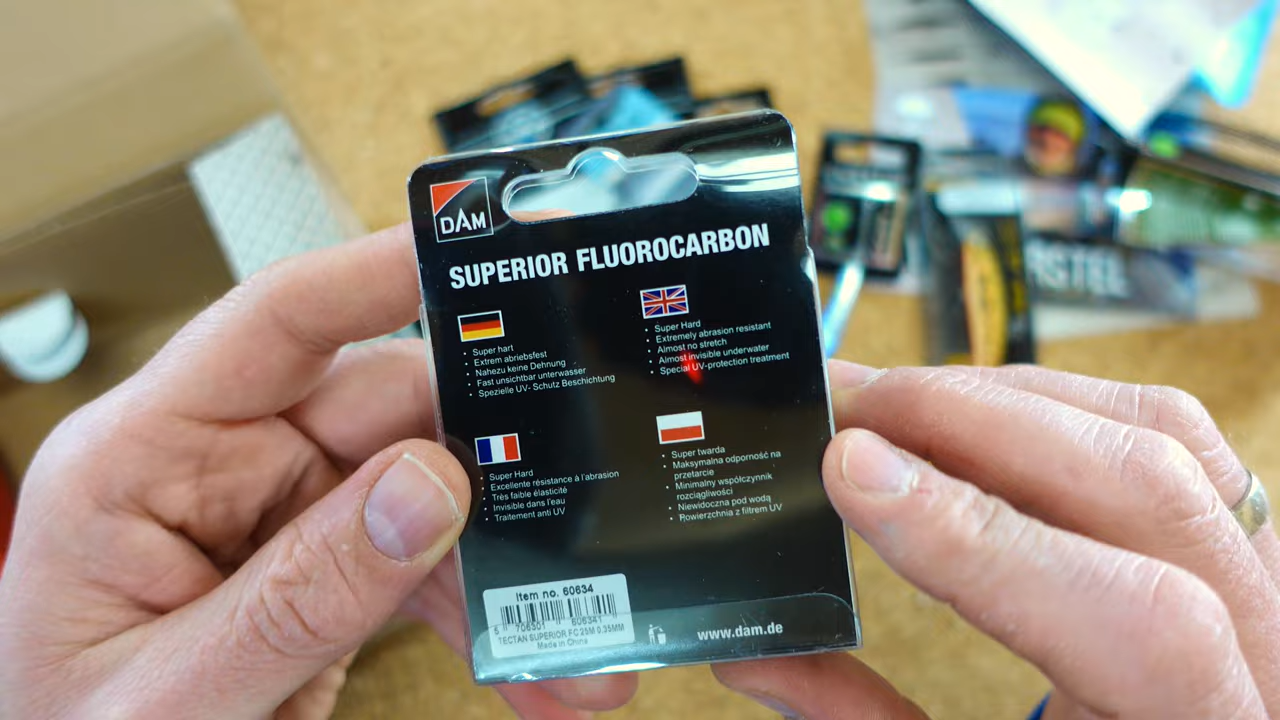 DAM
SUPERIOR FLUOROCARBON
• Super hart
• Extrem abriebsfest
• Nahezu keine Dehnung
• Fast unsichtbar unterwasser
• Spezielle UV- Schutz Beschichtung
• Super Hard
• Extremely abrasion resistant
• Almost no stretch
• Almost invisible underwater
• Special UV-protection treatment
• Super Hard
• Excellente résistance à l'abrasion
• Très faible élasticité
• Invisible dans l'eau
• Traitement anti UV
• Super twarda
• Maksymalna odporność na
przetarcie
• Minimalny współczynnik
rozciągliwości
• Niewidoczna pod wodą
• Powierzchnia z filtrem UV
Item no. 60634
5 706301 606341
TECTAN SUPERIOR FC 25M 0.35MM
Made in China
www.dam.de